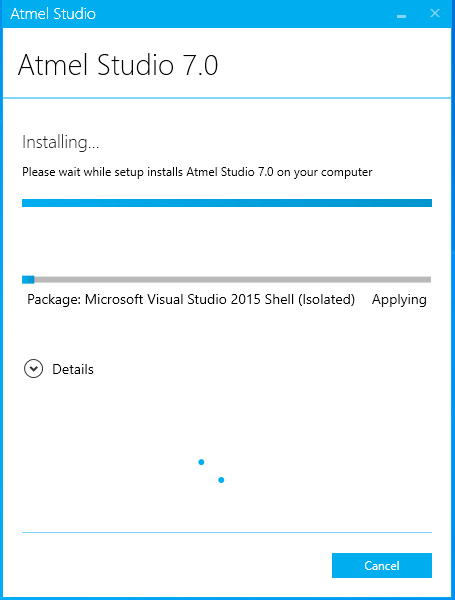 Atmel Studio
Atmel Studio 7.0
Installing...
Please wait while setup installs Atmel Studio 7.0 on your computer
Package: Microsoft Visual Studio 2015 Shell (Isolated) Applying
Details
Cancel